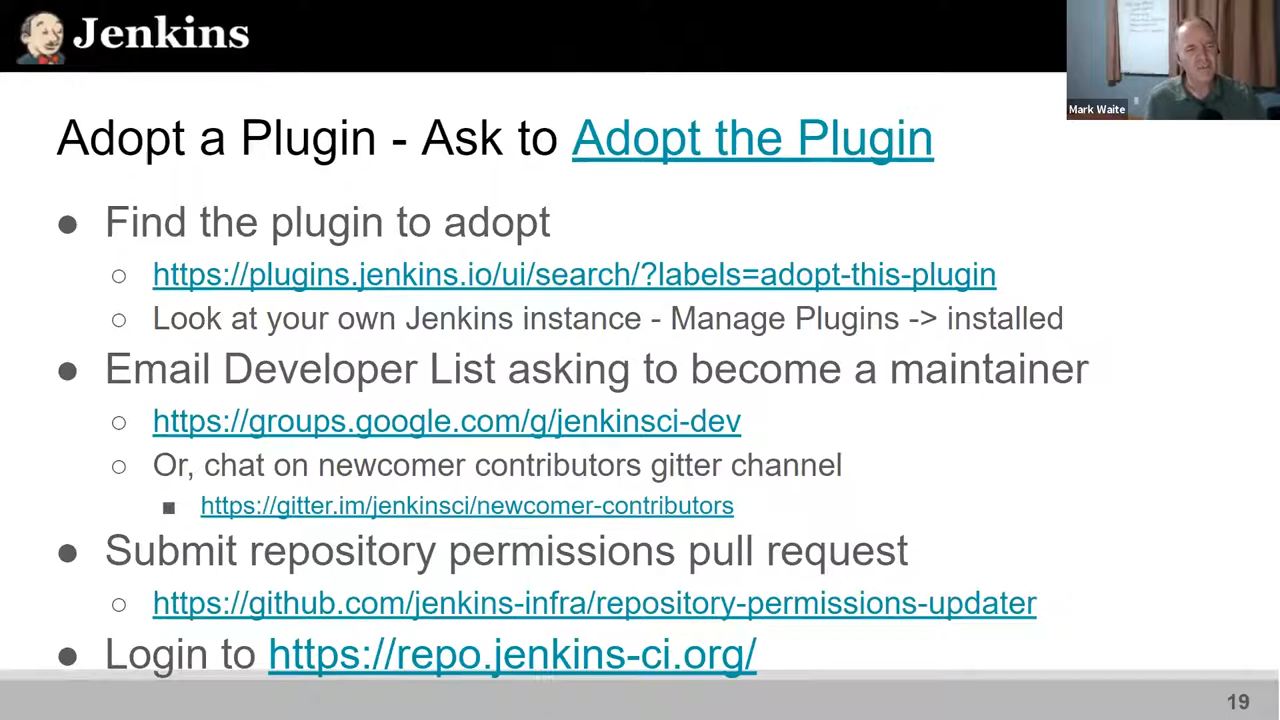 Jenkins
Mark Waite
Adopt a Plugin - Ask to Adopt the Plugin
● Find the plugin to adopt
○ https://plugins.jenkins.io/ui/search/?labels=adopt-this-plugin
○ Look at your own Jenkins instance - Manage Plugins -> installed
● Email Developer List asking to become a maintainer
○ https://groups.google.com/g/jenkinsci-dev
○ Or, chat on newcomer contributors gitter channel
■ https://gitter.im/jenkinsci/newcomer-contributors
● Submit repository permissions pull request
○ https://github.com/jenkins-infra/repository-permissions-updater
● Login to https://repo.jenkins-ci.org/
19